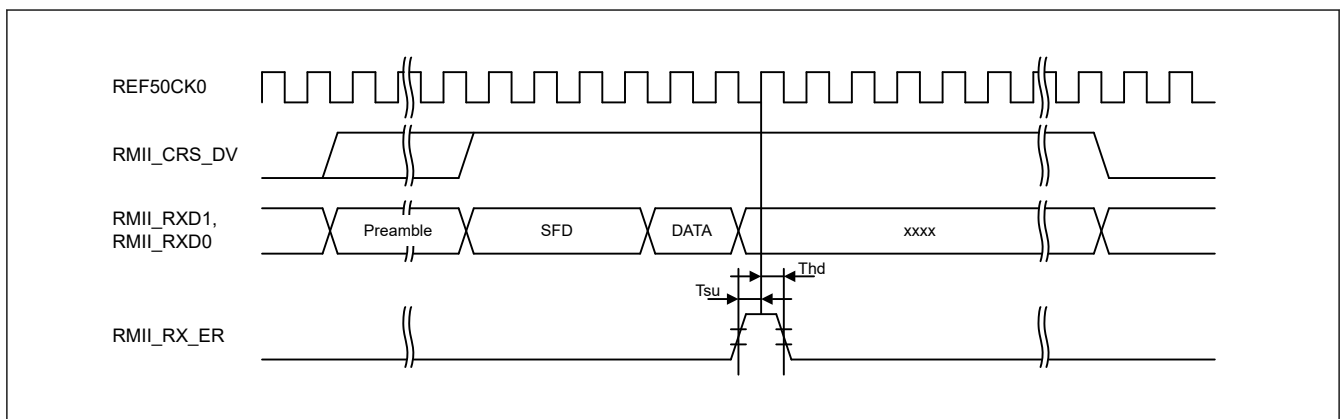 REF50CK0
RMII_CRS_DV
RMII_RXD1,
RMII_RXD0
Preamble
SFD
DATA
xxxx
Thd
Tsu
RMII_RX_ER